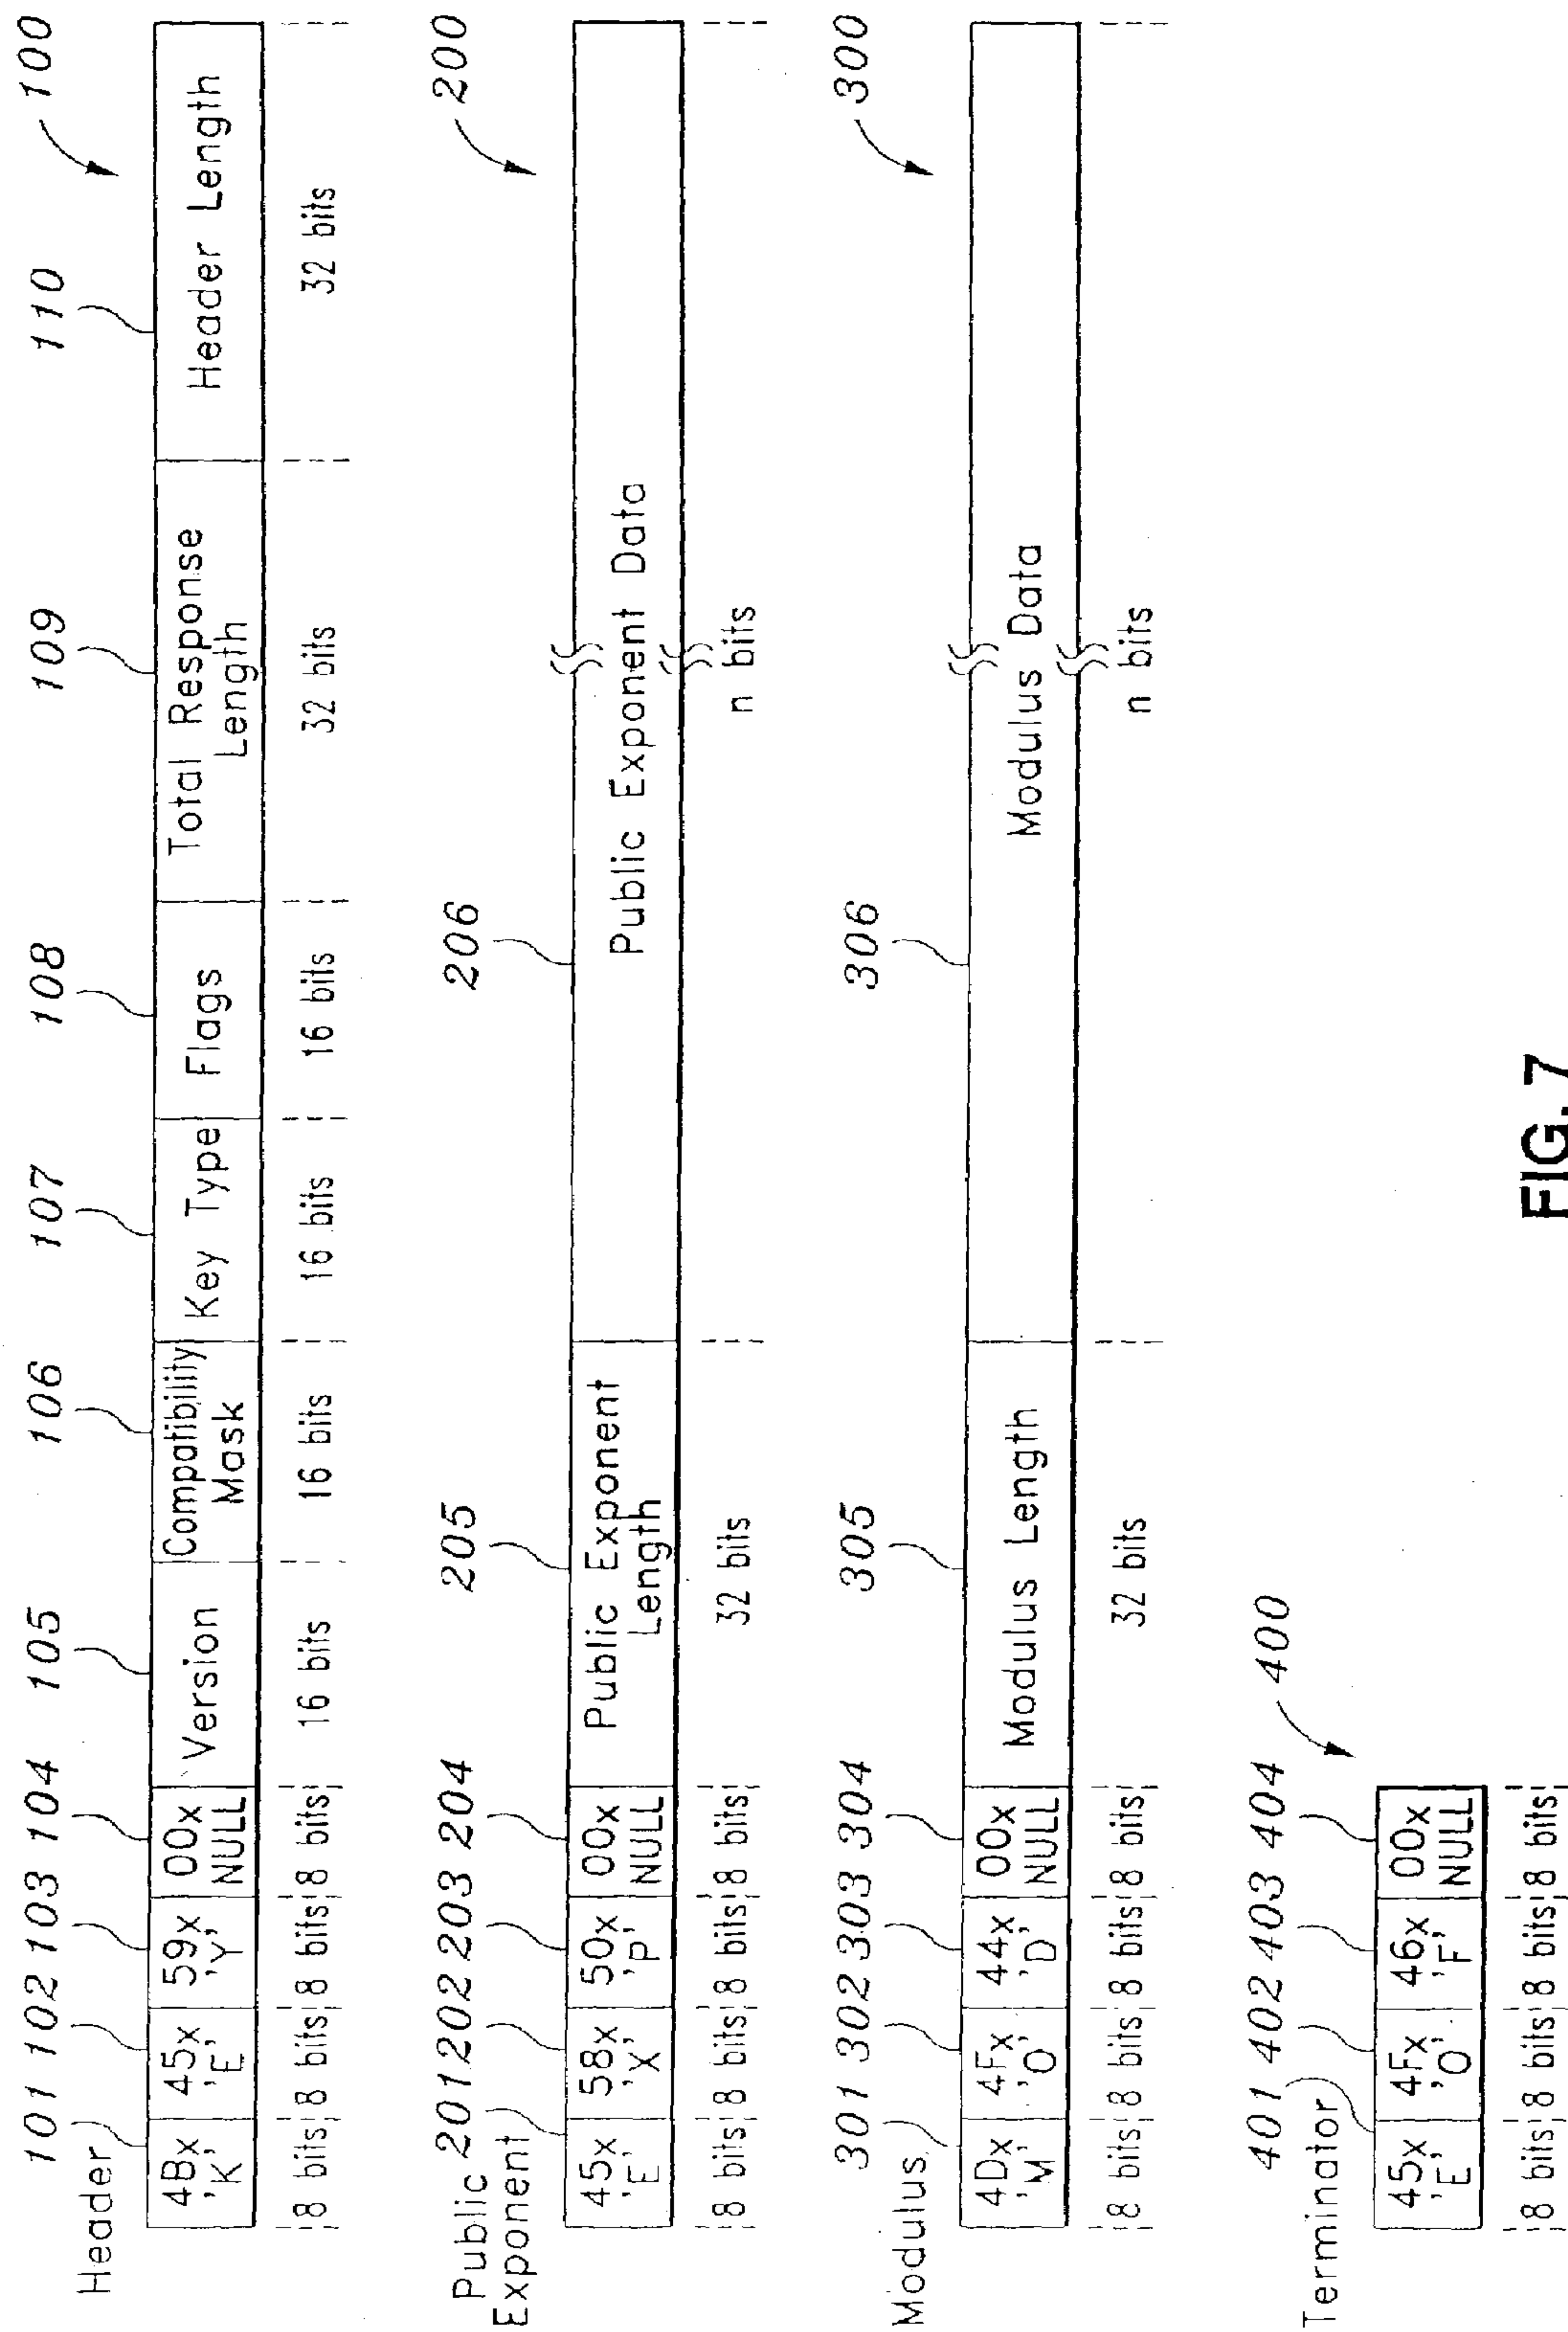 Header
101 102 103 104 105 106 107 108 109 110 100
4Bx 45x 59x 00x Version Compatibility Key Type Flags Total Response Header Length
'K' 'E' 'Y' NULL Mask Length
8 bits 8 bits 8 bits 8 bits 16 bits 16 bits 16 bits 16 bits 32 bits 32 bits
Public
Exponent
201 202 203 204 205 206 200
45x 58x 50x 00x Public Exponent Public Exponent Data
'E' 'X' 'P' NULL Length
8 bits 8 bits 8 bits 8 bits 32 bits n bits
Modulus
301 302 303 304 305 306 300
4Dx 4Fx 44x 00x Modulus Length Modulus Data
'M' 'O' 'D' NULL
8 bits 8 bits 8 bits 8 bits 32 bits n bits
Terminator
401 402 403 404 400
45x 4Fx 46x 00x
'E' 'O' 'F' NULL
8 bits 8 bits 8 bits 8 bits
FIG. 7